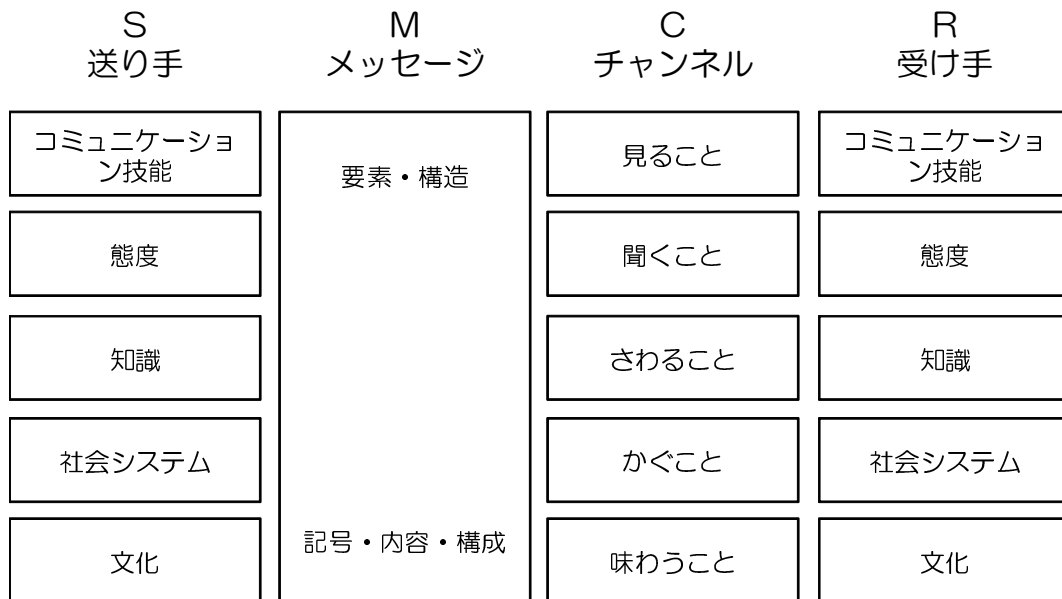 S
送り手
M
メッセージ
C
チャンネル
R
受け手
コミュニケーショ
ン技能
態度
知識
社会システム
文化
要素・構造
記号・内容・構成
見ること
聞くこと
さわること
かぐこと
味わうこと
コミュニケーショ
ン技能
態度
知識
社会システム
文化